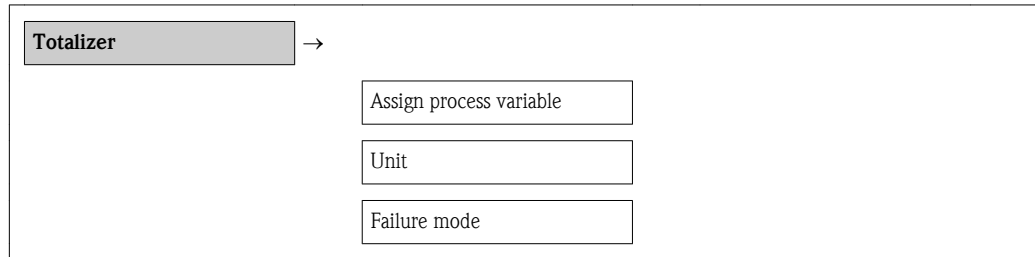 Totalizer →
Assign process variable
Unit
Failure mode